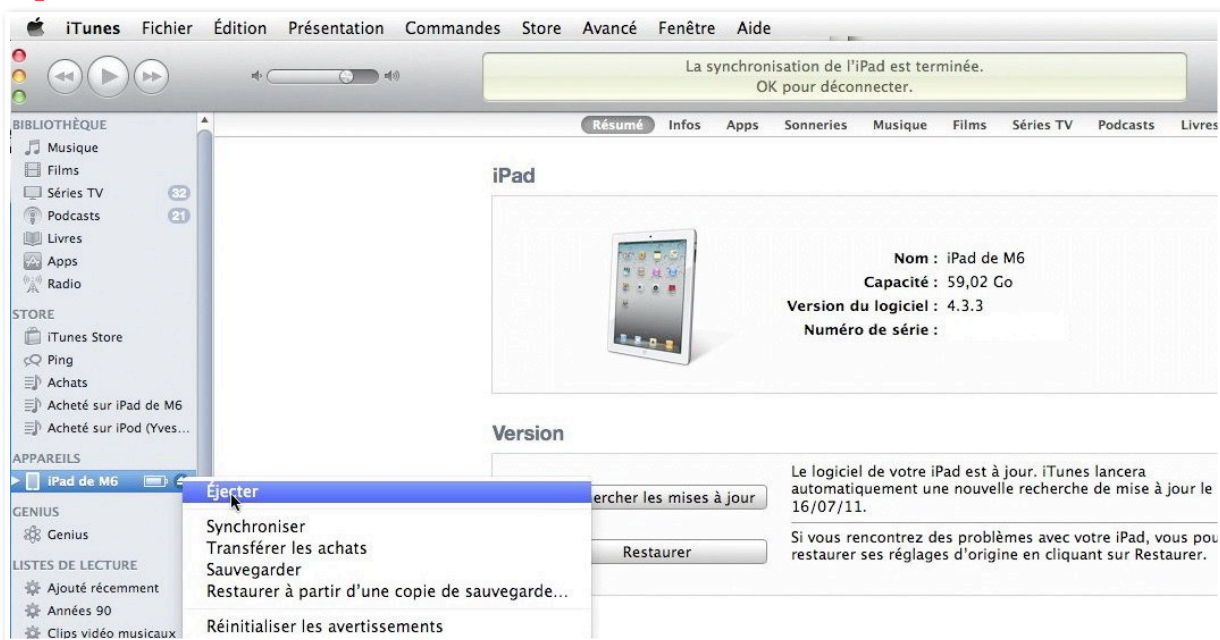 iTunes Fichier Édition Présentation Commandes Store Avancé Fenêtre Aide
La synchronisation de l'iPad est terminée.
OK pour déconnecter.
Résumé Infos Apps Sonneries Musique Films Séries TV Podcasts Livres
BIBLIOTHÈQUE
Musique
Films
Séries TV 32
Podcasts 21
Livres
Apps
Radio
STORE
iTunes Store
Ping
Achats
Acheté sur iPad de M6
Acheté sur iPod (Yves...
APPAREILS
iPad de M6
GENIUS
Genius
LISTES DE LECTURE
Ajouté récemment
Années 90
Clips vidéo musicaux
Éjecter
Synchroniser
Transférer les achats
Sauvegarder
Restaurer à partir d'une copie de sauvegarde...
Réinitialiser les avertissements
iPad
Nom : iPad de M6
Capacité : 59,02 Go
Version du logiciel : 4.3.3
Numéro de série :
Version
ercher les mises à jour
Le logiciel de votre iPad est à jour. iTunes lancera
automatiquement une nouvelle recherche de mise à jour le
16/07/11.
Restaurer
Si vous rencontrez des problèmes avec votre iPad, vous pou
restaurer ses réglages d'origine en cliquant sur Restaurer.